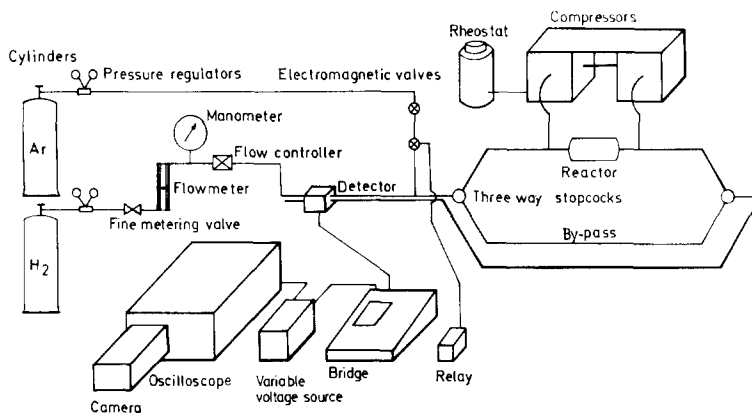 Compressors
Rheostat
Cylinders
Pressure regulators
Electromagnetic valves
Manometer
Ar
Flow controller
Reactor
Flowmeter
Detector
Three way stopcocks
Fine metering valve
By-pass
H2
Oscilloscope
Variable
voltage source
Bridge
Relay
Camera